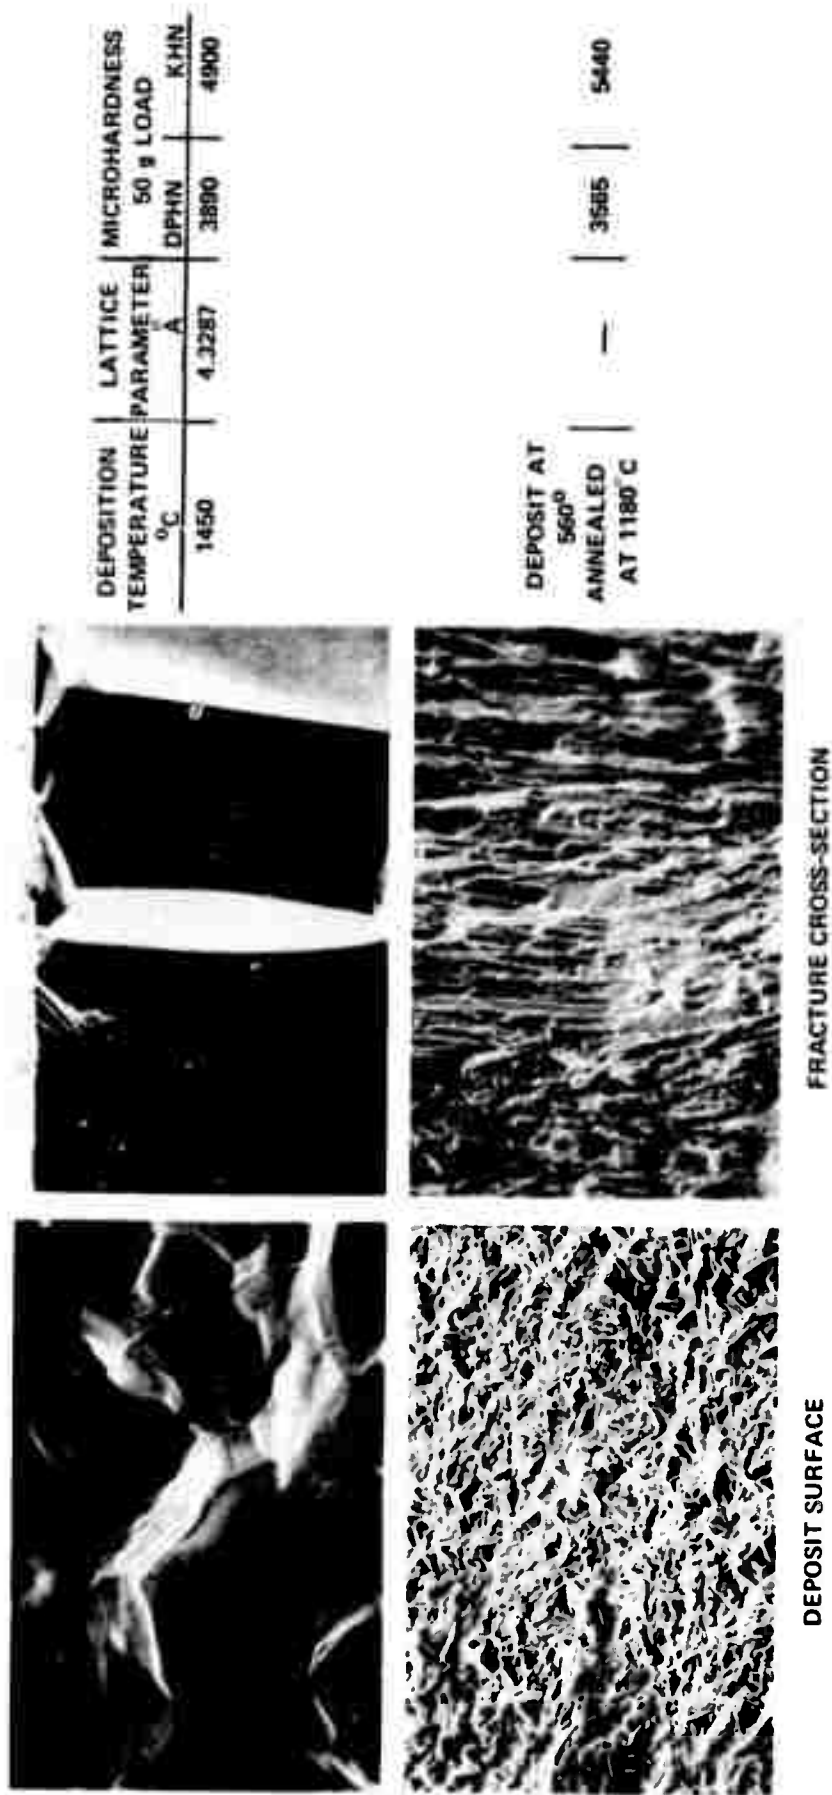 DEPOSITION | LATTICE | MICROHARDNESS
TEMPERATURE | PARAMETER | 50 g LOAD
°C | Å | DPHN | KHN
1450 | 4.3287 | 3890 | 4900
DEPOSIT AT
560°
ANNEALED | — | 3565 | 5440
AT 1180°C
DEPOSIT SURFACE
FRACTURE CROSS-SECTION